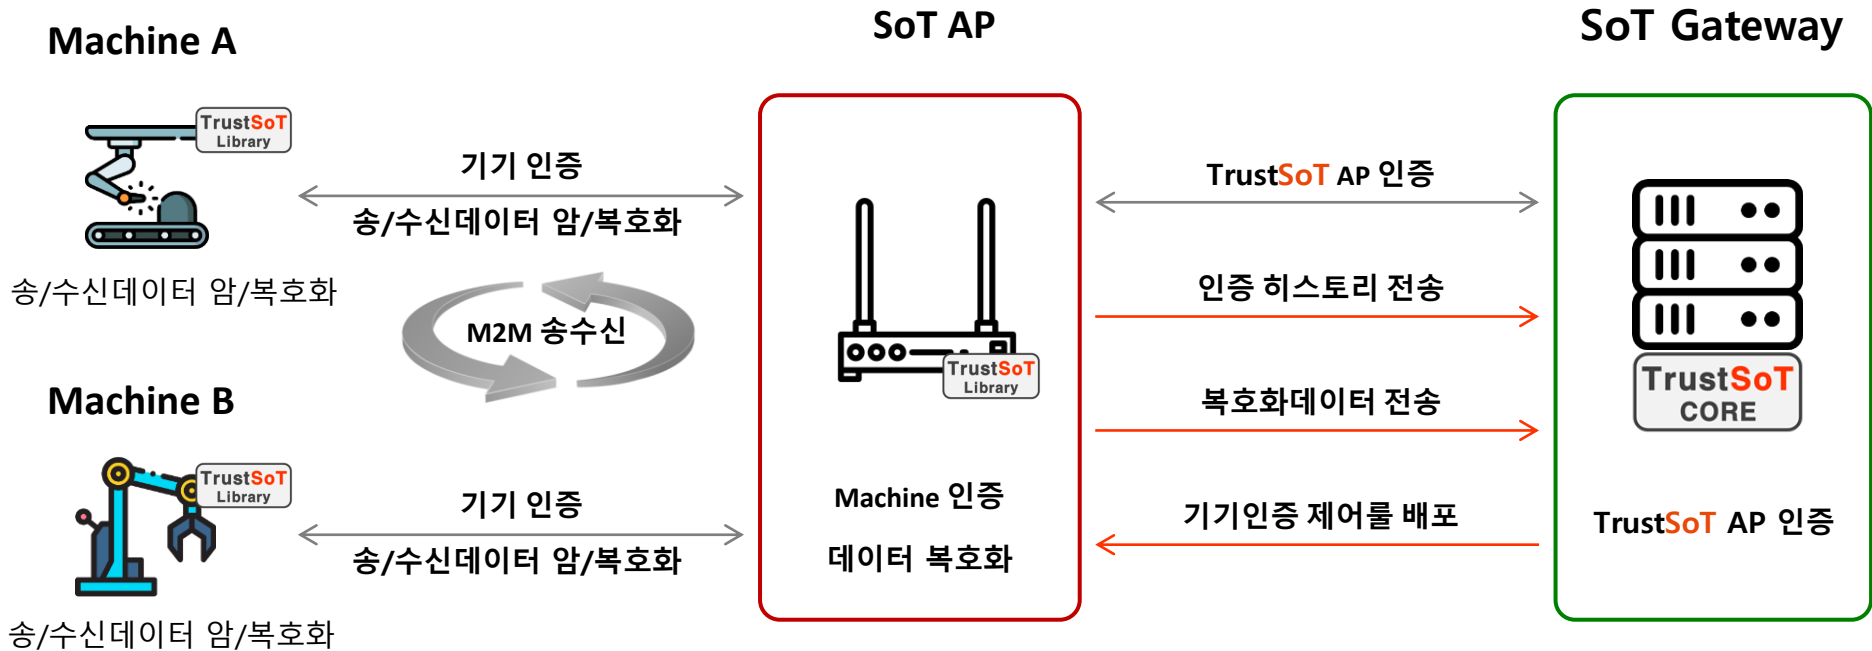 Machine A
SoT AP
SoT Gateway
TrustSoT
Library
기기 인증
송/수신데이터 암/복호화
송/수신데이터 암/복호화
M2M 송수신
Machine B
TrustSoT
Library
기기 인증
송/수신데이터 암/복호화
송/수신데이터 암/복호화
TrustSoT
Library
Machine 인증
데이터 복호화
TrustSoT AP 인증
인증 히스토리 전송
복호화데이터 전송
기기인증 제어룰 배포
TrustSoT
CORE
TrustSoT AP 인증